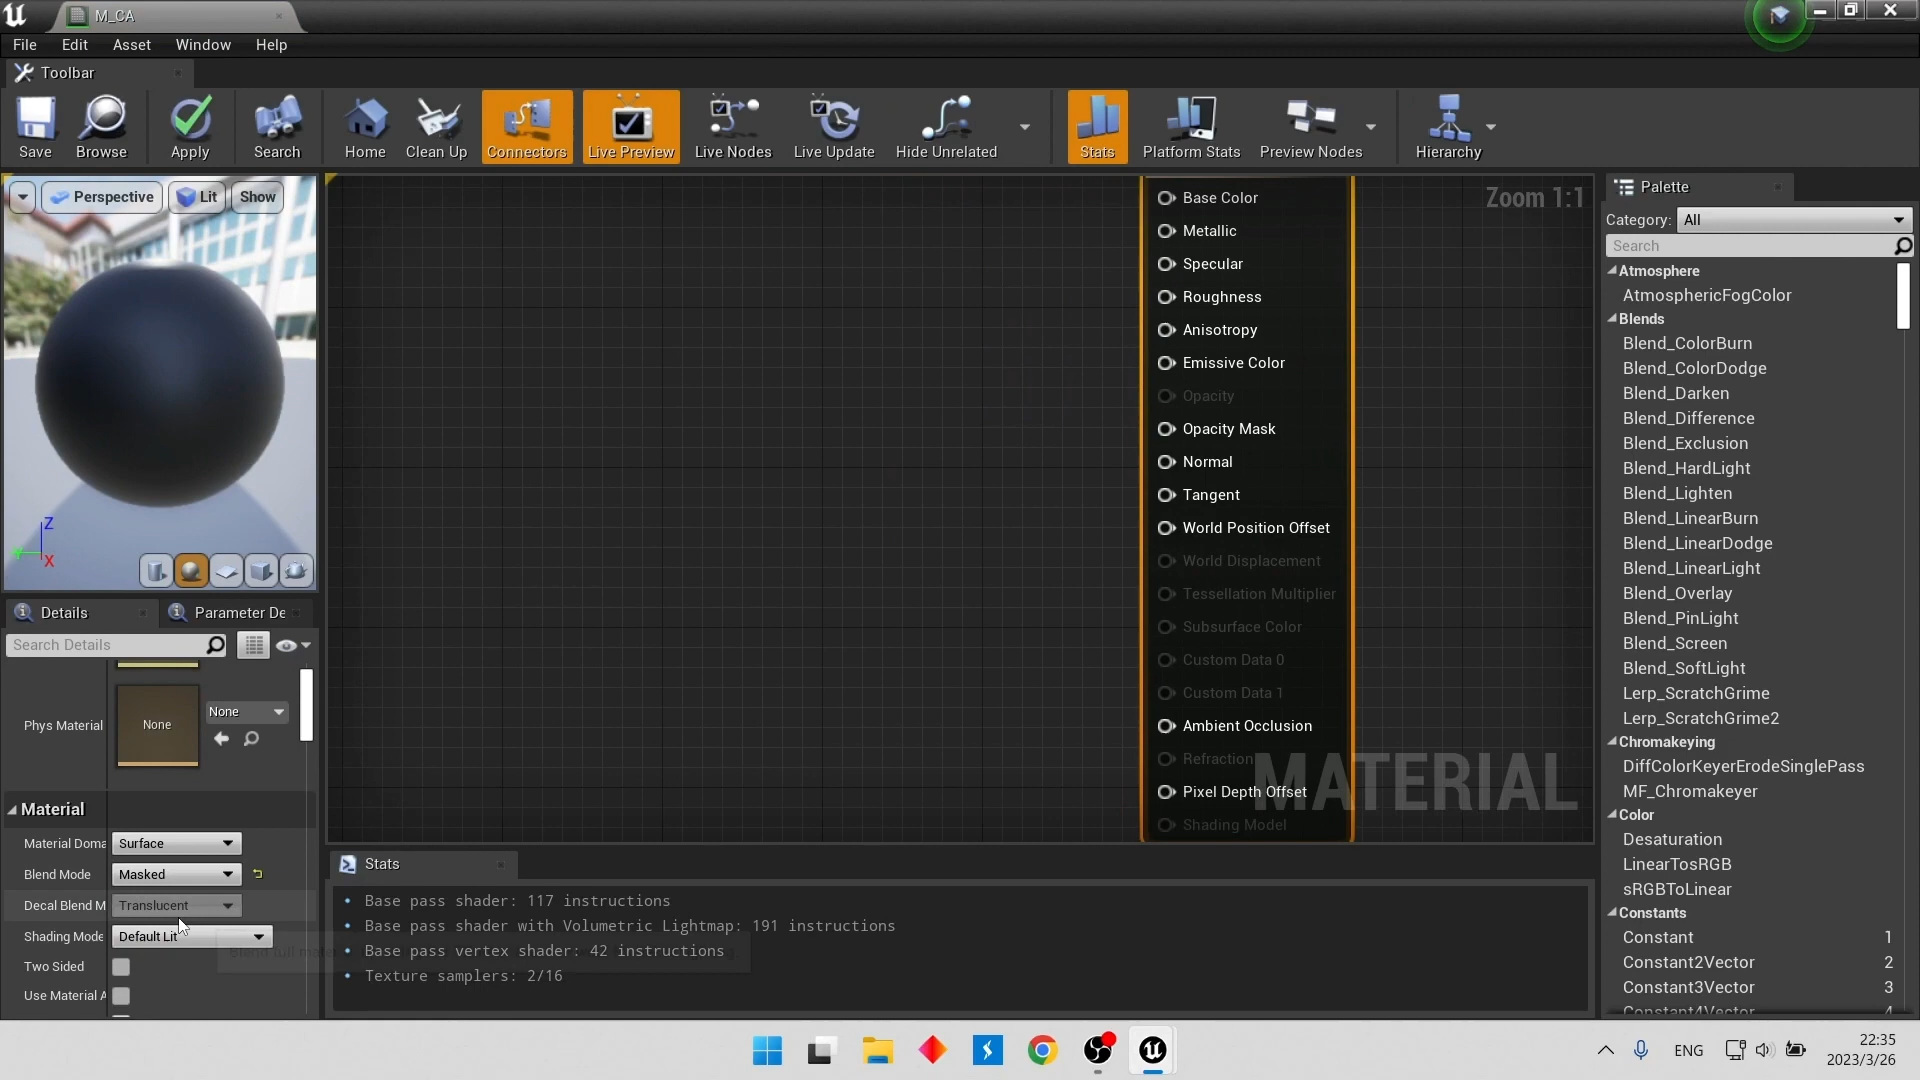 M_CA
File Edit Asset Window Help
Toolbar
Save Browse Apply Search Home Clean Up Connectors Live Preview Live Nodes Live Update Hide Unrelated Stats Platform Stats Preview Nodes Hierarchy
Perspective Lit Show
Z
X
Details Parameter De
Search Details
Phys Material
None
None
Material
Material Doma Surface
Blend Mode Masked
Decal Blend M Translucent
Shading Mode Default Lit
Two Sided
Use Material A
Zoom 1:1
Base Color
Metallic
Specular
Roughness
Anisotropy
Emissive Color
Opacity
Opacity Mask
Normal
Tangent
World Position Offset
World Displacement
Tessellation Multiplier
Subsurface Color
Custom Data 0
Custom Data 1
Ambient Occlusion
Refraction
Pixel Depth Offset
Shading Model
MATERIAL
Stats
• Base pass shader: 117 instructions
• Base pass shader with Volumetric Lightmap: 191 instructions
• Base pass vertex shader: 42 instructions
• Texture samplers: 2/16
Palette
Category: All
Search
Atmosphere
AtmosphericFogColor
Blends
Blend_ColorBurn
Blend_ColorDodge
Blend_Darken
Blend_Difference
Blend_Exclusion
Blend_HardLight
Blend_Lighten
Blend_LinearBurn
Blend_LinearDodge
Blend_LinearLight
Blend_Overlay
Blend_PinLight
Blend_Screen
Blend_SoftLight
Lerp_ScratchGrime
Lerp_ScratchGrime2
Chromakeying
DiffColorKeyerErodeSinglePass
MF_Chromakeyer
Color
Desaturation
LinearTosRGB
sRGBToLinear
Constants
Constant 1
Constant2Vector 2
Constant3Vector 3
Constant4Vector 4
ENG
22:35
2023/3/26